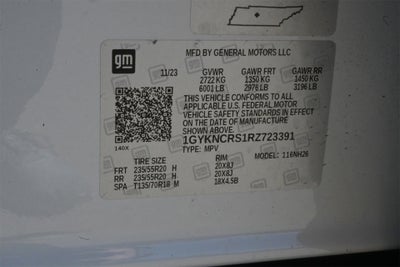 gm
MFD BY GENERAL MOTORS LLC
11/23 GVWR GAWR FRT GAWR RR
2722 KG 1350 KG 1450 KG
6001 LB 2976 LB 3196 LB
THIS VEHICLE CONFORMS TO ALL
APPLICABLE U.S. FEDERAL MOTOR
VEHICLE SAFETY STANDARDS IN EFFECT
ON THE DATE OF MANUFACTURE
SHOWN ABOVE.
1GYKNCRS1RZ723391
140X TYPE: MPV MODEL: 116NH26
TIRE SIZE RIM
FRT 235/55R20 H 20X8J
RR 235/55R20 H 20X8J
SPA T135/70R18 M 18X4.5B